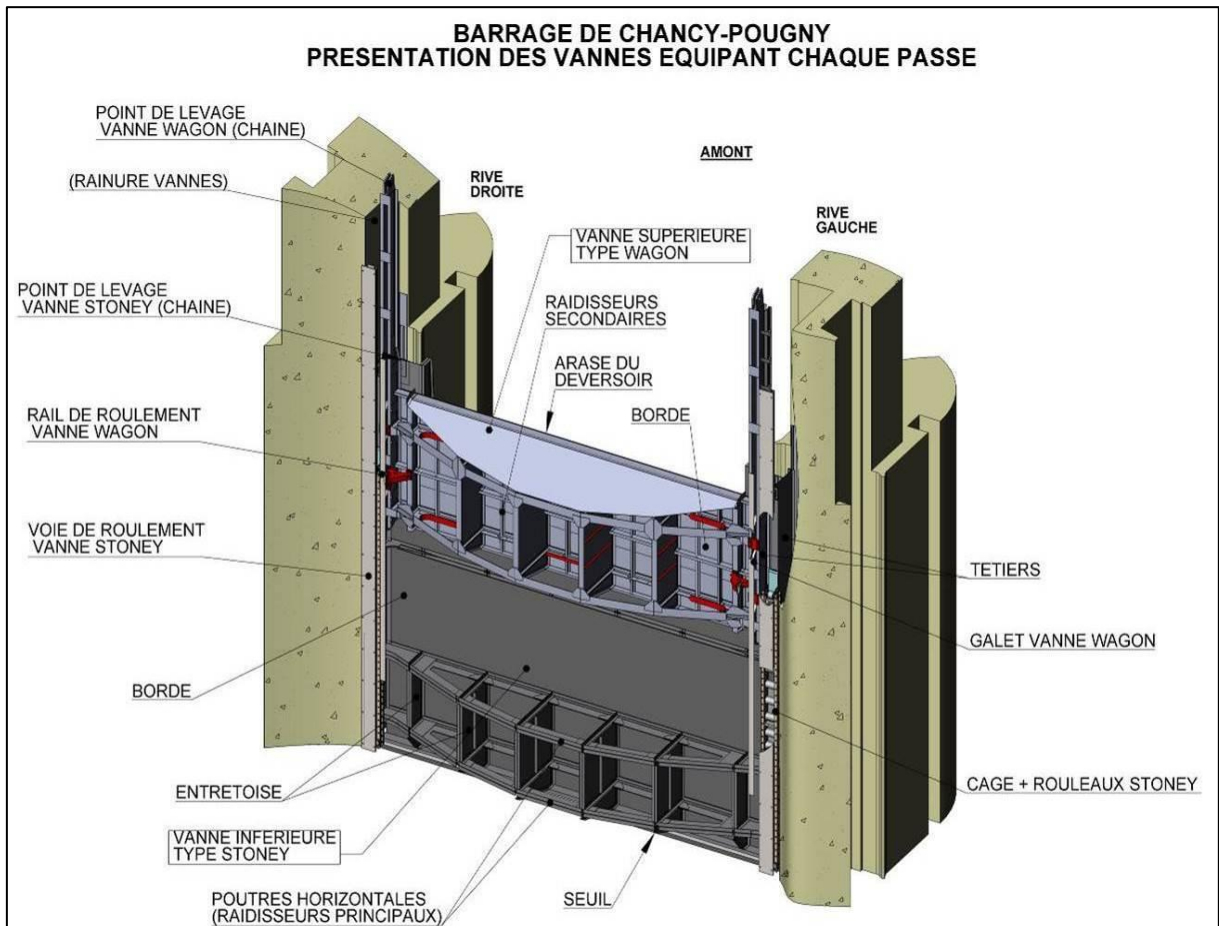 BARRAGE DE CHANCY-POUGNY
PRESENTATION DES VANNES EQUIPANT CHAQUE PASSE
POINT DE LEVAGE
VANNE WAGON (CHAINE)
AMONT
(RAINURE VANNES)
RIVE
DROITE
RIVE
GAUCHE
VANNE SUPERIEURE
TYPE WAGON
POINT DE LEVAGE
VANNE STONEY (CHAINE)
RAIDISSEURS
SECONDAIRES
ARASE DU
DEVERSOIR
RAIL DE ROULEMENT
VANNE WAGON
BORDE
VOIE DE ROULEMENT
VANNE STONEY
TETIERS
GALET VANNE WAGON
BORDE
CAGE + ROULEAUX STONEY
ENTRETOISE
VANNE INFERIEURE
TYPE STONEY
POUTRES HORIZONTALES
(RAIDISSEURS PRINCIPAUX)
SEUIL